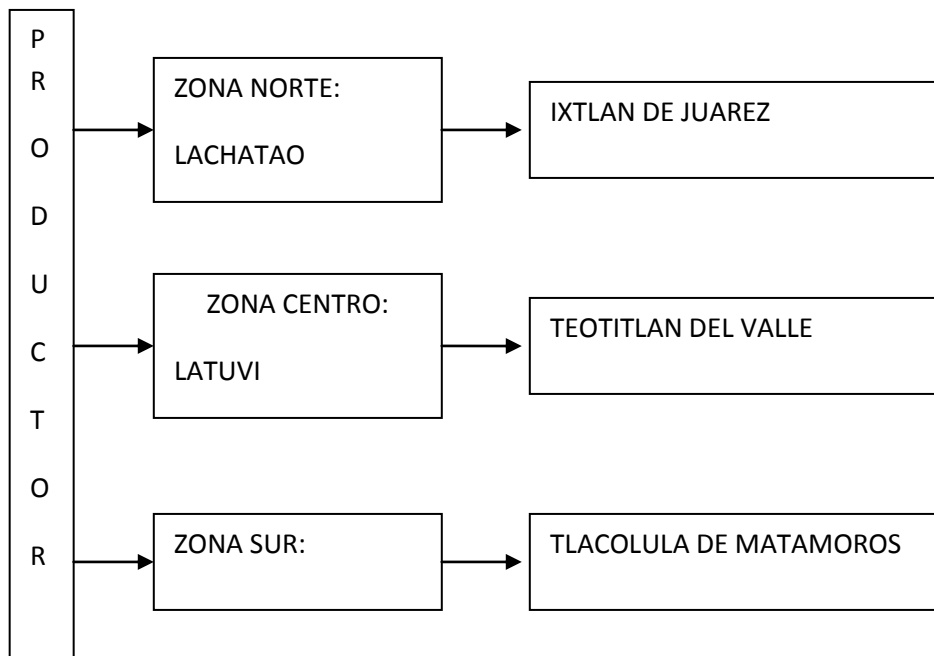 P
R
O
D
U
C
T
O
R
ZONA NORTE:
LACHATAO
IXTLAN DE JUAREZ
ZONA CENTRO:
LATUVI
TEOTITLAN DEL VALLE
ZONA SUR:
TLACOLULA DE MATAMOROS